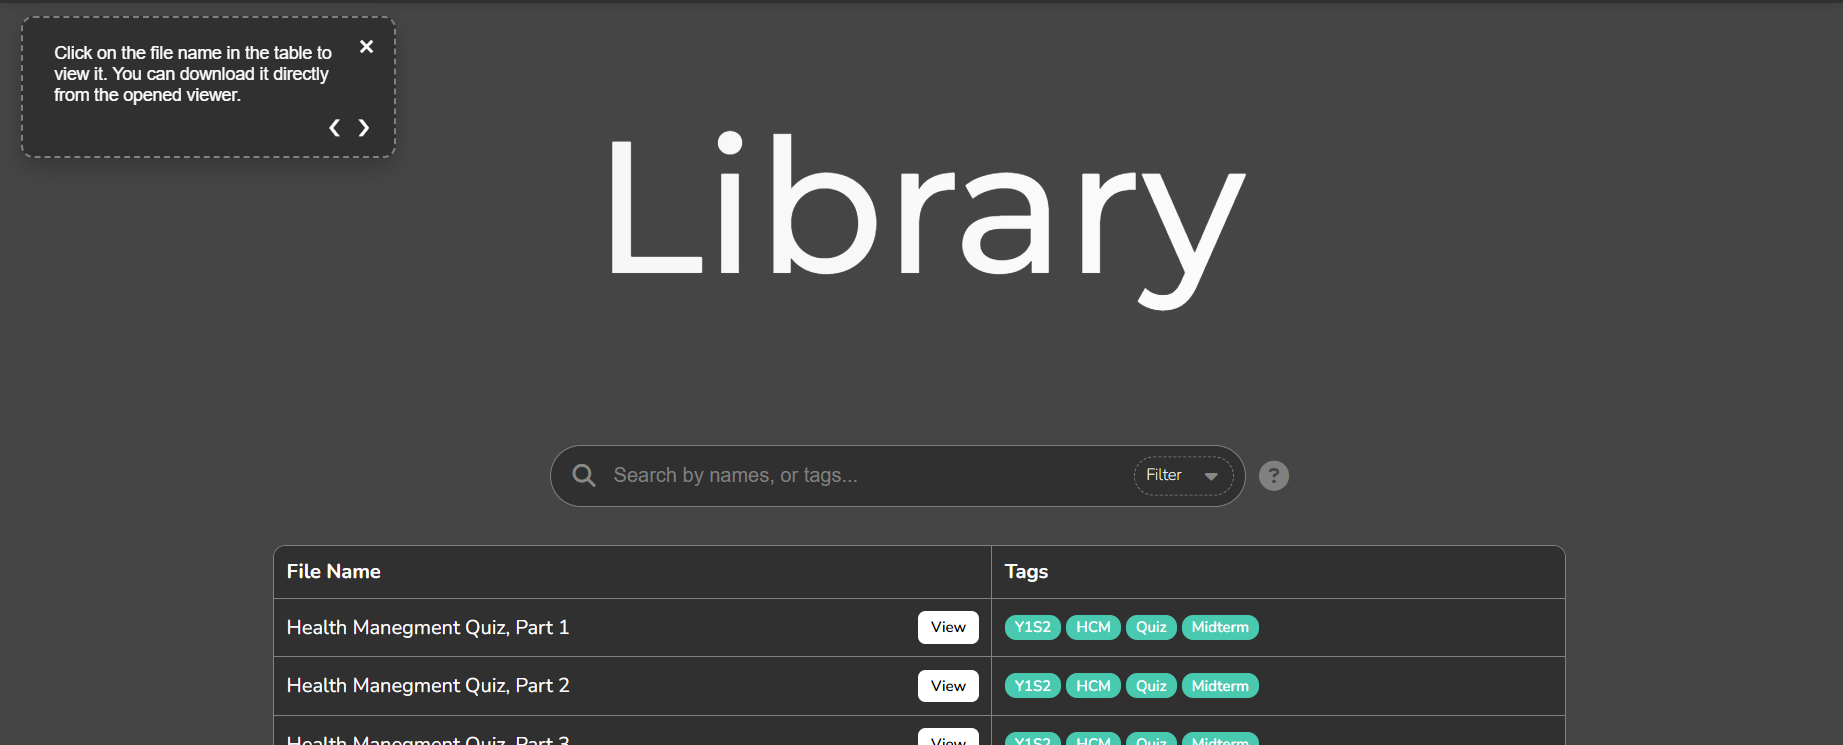 Click on the file name in the table to
view it. You can download it directly
from the opened viewer.
Library
Search by names, or tags...
Filter
?
File Name Tags
Health Manegment Quiz, Part 1 View Y1S2 HCM Quiz Midterm
Health Manegment Quiz, Part 2 View Y1S2 HCM Quiz Midterm
Health Manegment Quiz, Part 3 View Y1S2 HCM Quiz Midterm